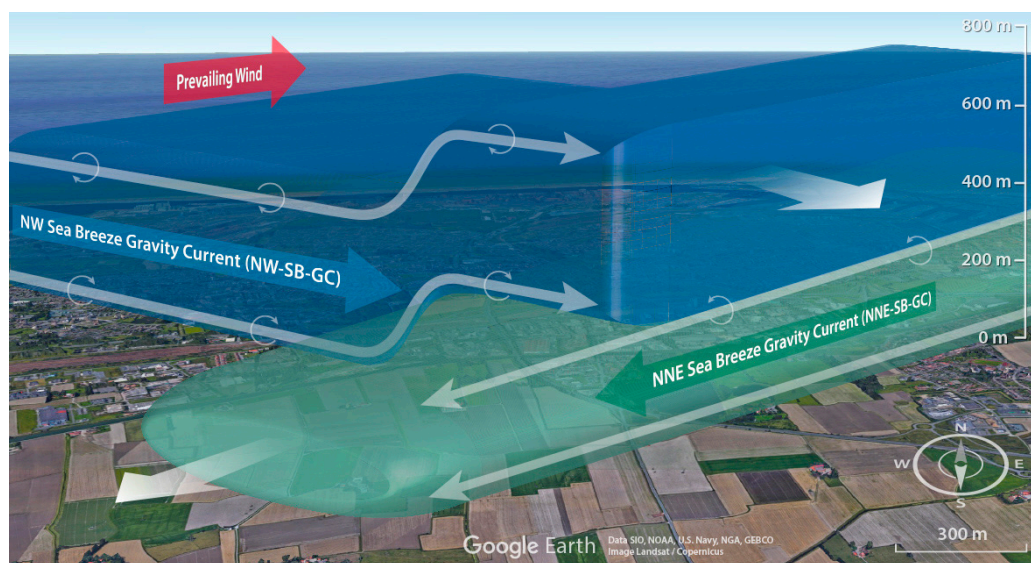 800 m
Prevailing Wind
600 m
400 m
NW Sea Breeze Gravity Current (NW-SB-GC)
200 m
NNE Sea Breeze Gravity Current (NNE-SB-GC)
0 m
N
W E
S
300 m
Google Earth
Data SIO, NOAA, U.S. Navy, NGA, GEBCO
Image Landsat / Copernicus